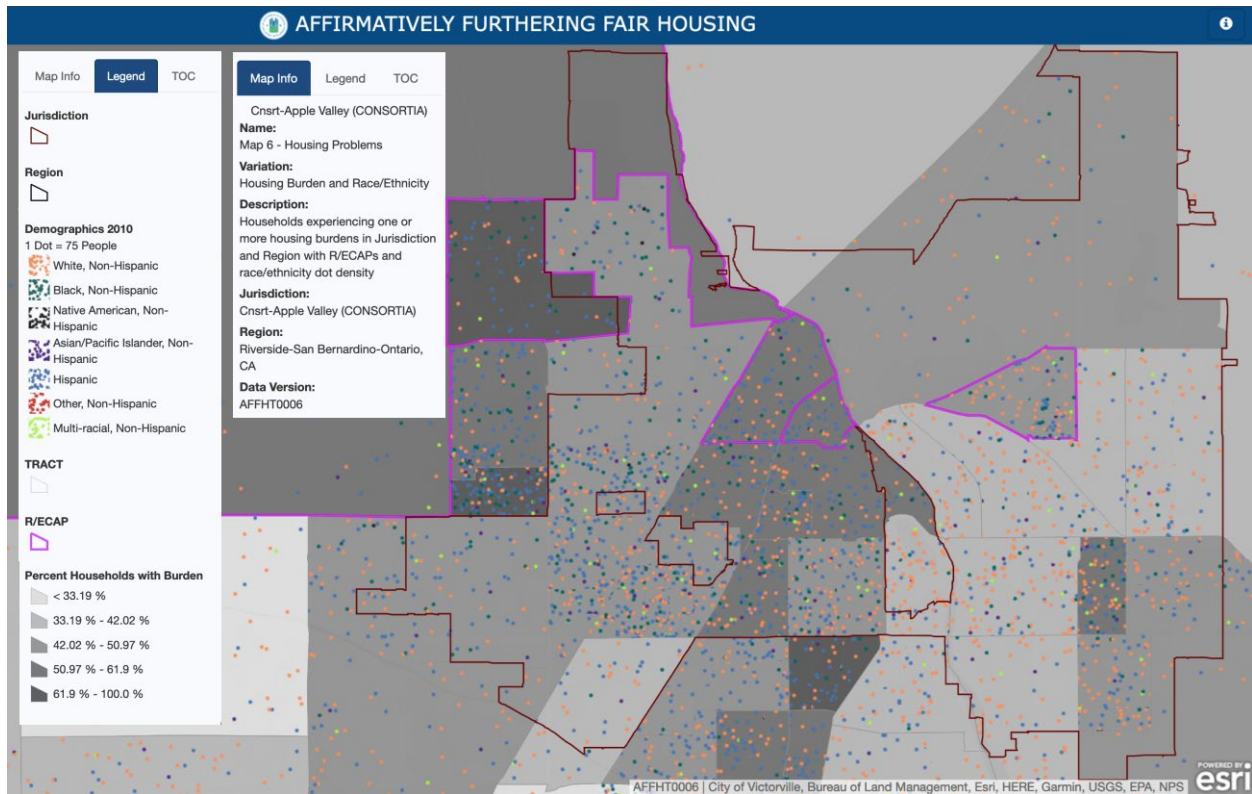 AFFIRMATIVELY FURTHERING FAIR HOUSING
Map Info Legend TOC
Jurisdiction
Region
Demographics 2010
1 Dot = 75 People
White, Non-Hispanic
Black, Non-Hispanic
Native American, Non-
Hispanic
Asian/Pacific Islander, Non-
Hispanic
Hispanic
Other, Non-Hispanic
Multi-racial, Non-Hispanic
TRACT
R/ECAP
Percent Households with Burden
< 33.19 %
33.19 % - 42.02 %
42.02 % - 50.97 %
50.97 % - 61.9 %
61.9 % - 100.0 %
Map Info Legend TOC
Cnsrt-Apple Valley (CONSORTIA)
Name:
Map 6 - Housing Problems
Variation:
Housing Burden and Race/Ethnicity
Description:
Households experiencing one or
more housing burdens in Jurisdiction
and Region with R/ECAPs and
race/ethnicity dot density
Jurisdiction:
Cnsrt-Apple Valley (CONSORTIA)
Region:
Riverside-San Bernardino-Ontario,
CA
Data Version:
AFFHT0006
AFFHT0006 | City of Victorville, Bureau of Land Management, Esri, HERE, Garmin, USGS, EPA, NPS
POWERED BY
esri